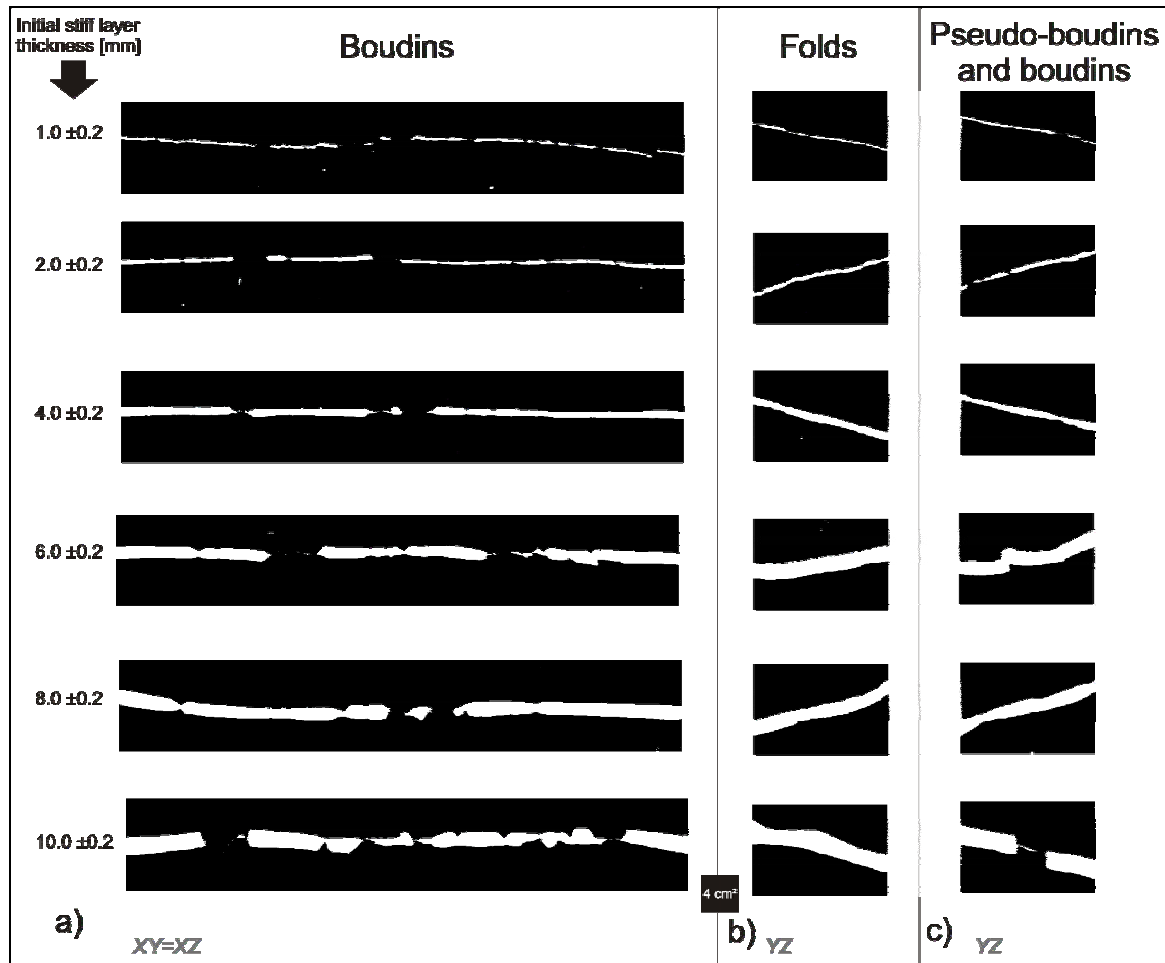 Initial stiff layer
thickness [mm]
Boudins
Folds
Pseudo-boudins
and boudins
1.0 ±0.2
2.0 ±0.2
4.0 ±0.2
6.0 ±0.2
8.0 ±0.2
10.0 ±0.2
4 cm²
a)
XY=XZ
b) YZ
c) YZ